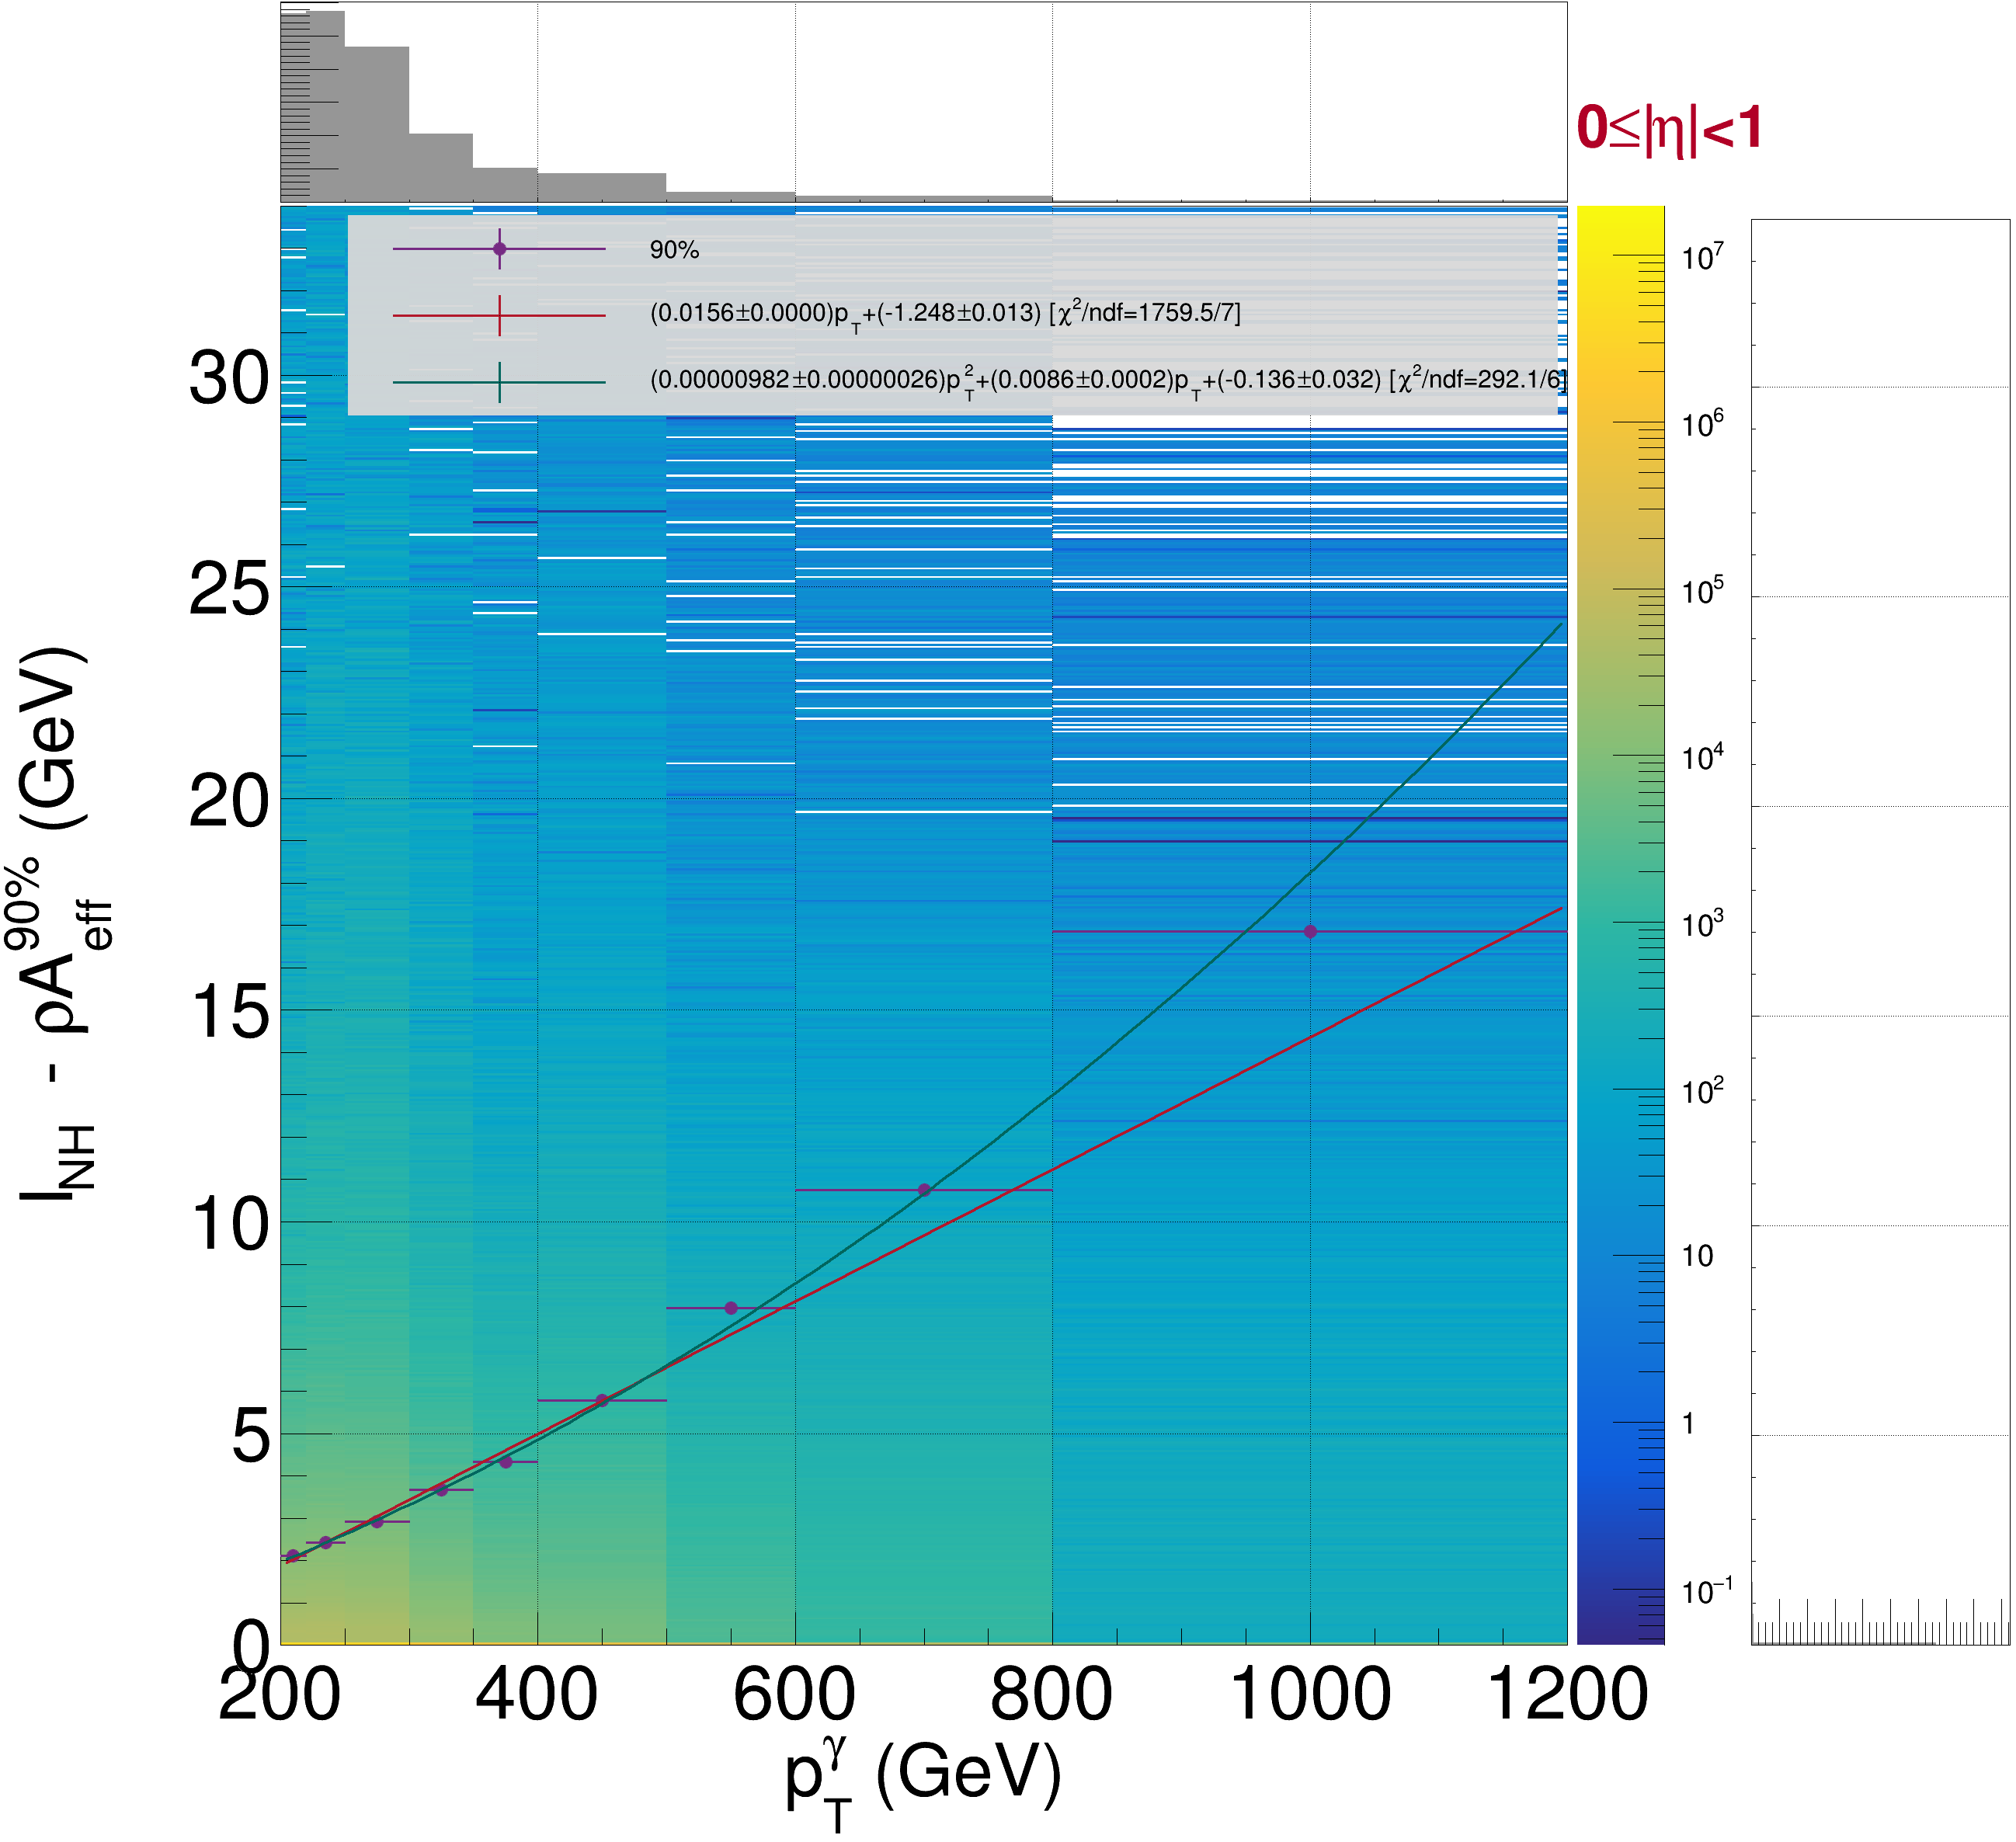 0≤|η|<1
90%
(0.0156±0.0000)p_T+(-1.248±0.013) [χ²/ndf=1759.5/7]
(0.00000982±0.00000026)p_T²+(0.0086±0.0002)p_T+(-0.136±0.032) [χ²/ndf=292.1/6]
I_NH - ρA_eff^90% (GeV)
30
25
20
15
10
5
0
200 400 600 800 1000 1200
p_T^γ (GeV)
10⁷
10⁶
10⁵
10⁴
10³
10²
10
1
10⁻¹